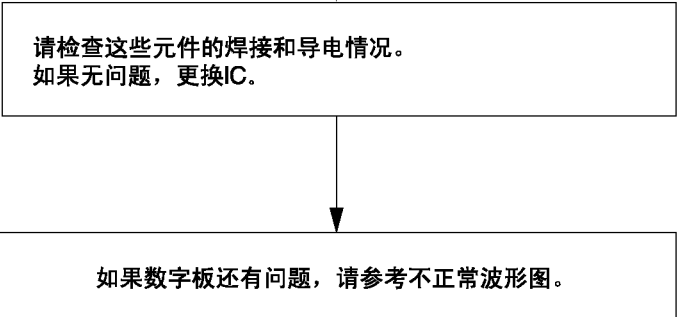 请检查这些元件的焊接和导电情况。
如果无问题，更换IC。
如果数字板还有问题，请参考不正常波形图。